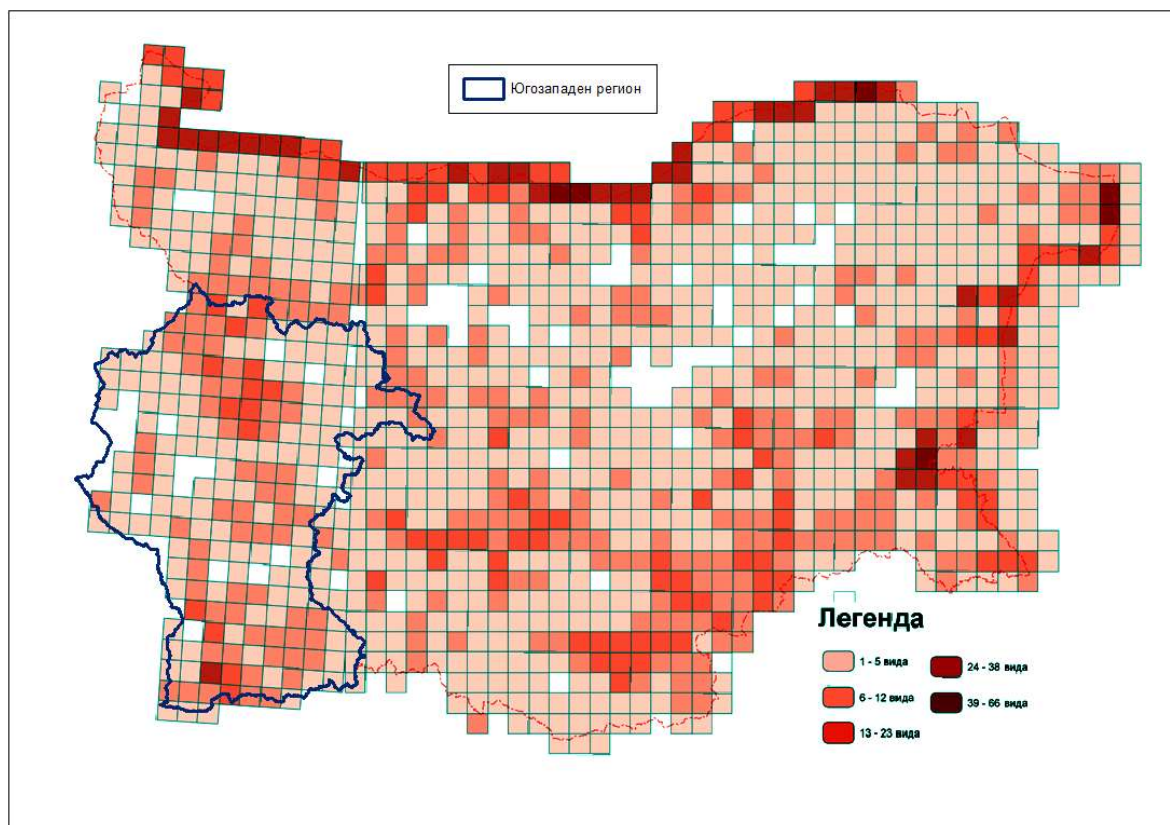 Югозападен регион
Легенда
1 - 5 вида
24 - 38 вида
6 - 12 вида
39 - 66 вида
13 - 23 вида